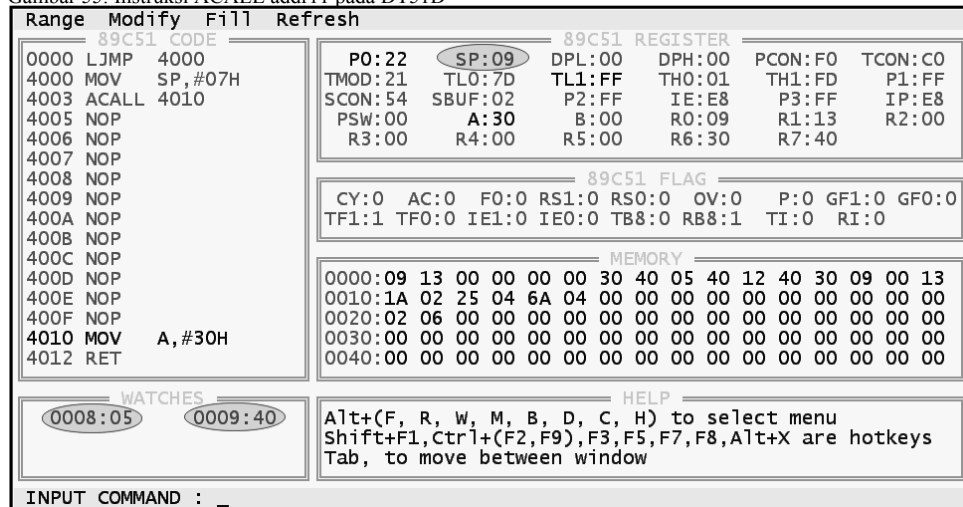 Gambar 35. Instruksi ACALL addr11 pada DT51D
Range Modify Fill Refresh
89C51 CODE
0000 LJMP 4000
4000 MOV SP,#07H
4003 ACALL 4010
4005 NOP
4006 NOP
4007 NOP
4008 NOP
4009 NOP
400A NOP
400B NOP
400C NOP
400D NOP
400E NOP
400F NOP
4010 MOV A,#30H
4012 RET
89C51 REGISTER
P0:22 SP:09 DPL:00 DPH:00 PCON:F0 TCON:C0
TMOD:21 TL0:7D TL1:FF TH0:01 TH1:FD P1:FF
SCON:54 SBUF:02 P2:FF IE:E8 P3:FF IP:E8
PSW:00 A:30 B:00 R0:09 R1:13 R2:00
R3:00 R4:00 R5:00 R6:30 R7:40
89C51 FLAG
CY:0 AC:0 F0:0 RS1:0 RS0:0 OV:0 P:0 GF1:0 GF0:0
TF1:1 TF0:0 IE1:0 IE0:0 TB8:0 RB8:1 TI:0 RI:0
MEMORY
0000:09 13 00 00 00 00 30 40 05 40 12 40 30 09 00 13
0010:1A 02 25 04 6A 04 00 00 00 00 00 00 00 00 00 00
0020:02 06 00 00 00 00 00 00 00 00 00 00 00 00 00 00
0030:00 00 00 00 00 00 00 00 00 00 00 00 00 00 00 00
0040:00 00 00 00 00 00 00 00 00 00 00 00 00 00 00 00
WATCHES
0008:05 0009:40
HELP
Alt+(F, R, W, M, B, D, C, H) to select menu
Shift+F1,Ctrl+(F2,F9),F3,F5,F7,F8,Alt+X are hotkeys
Tab, to move between window
INPUT COMMAND : _